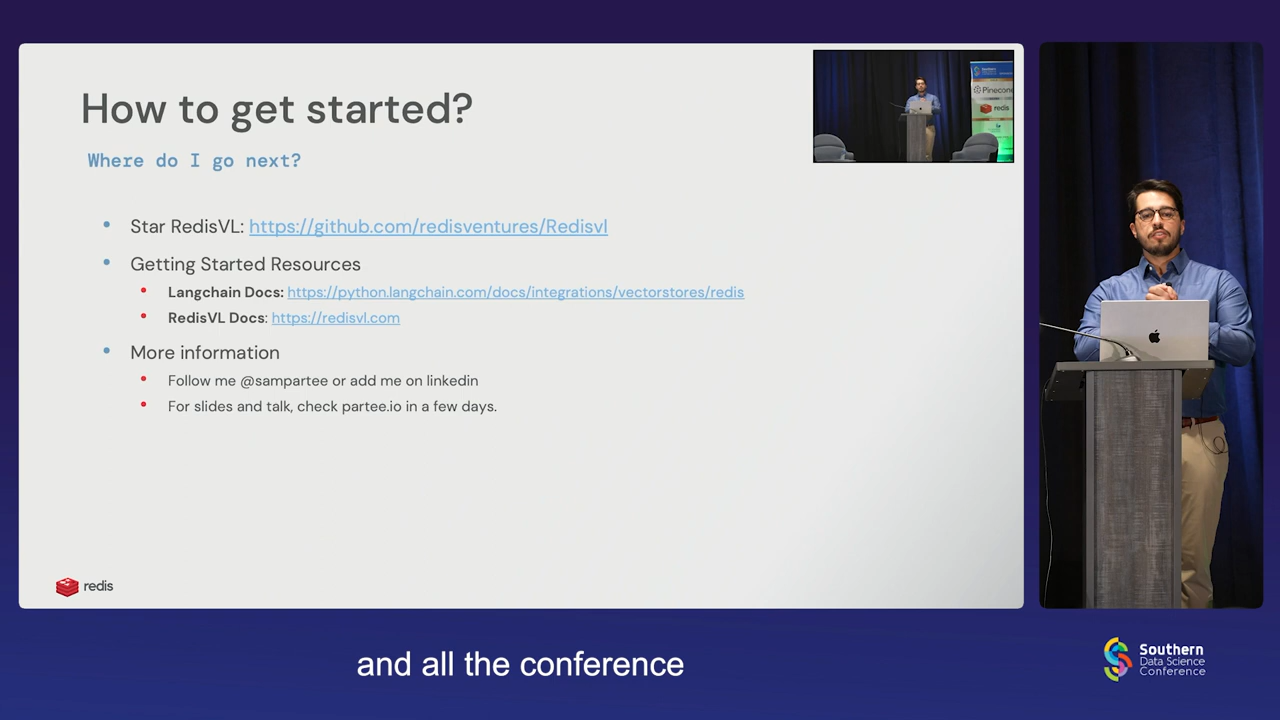 How to get started?
Where do I go next?
Star RedisVL: https://github.com/redisventures/Redisvl
Getting Started Resources
Langchain Docs: https://python.langchain.com/docs/integrations/vectorstores/redis
RedisVL Docs: https://redisvl.com
More information
Follow me @sampartee or add me on linkedin
For slides and talk, check partee.io in a few days.
redis
Southern
Pinecone
redis
and all the conference
Southern
Data Science
Conference